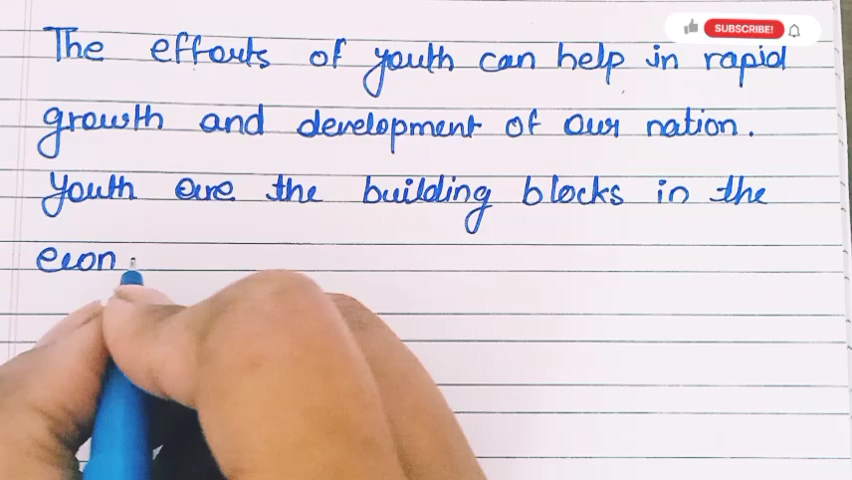 SUBSCRIBE!
The efforts of youth can help in rapid
growth and development of our nation.
Youth are the building blocks in the
econ